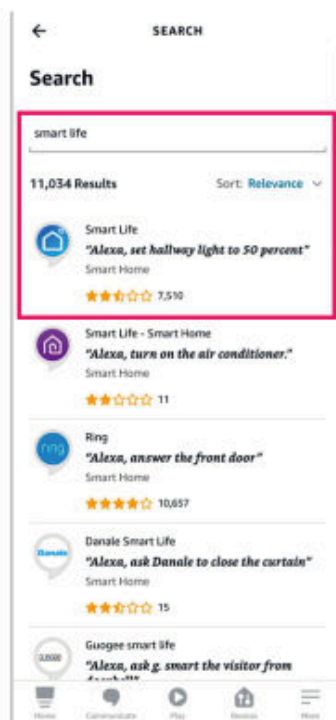 SEARCH
Search
smart life
11,034 Results Sort: Relevance
Smart Life
"Alexa, set hallway light to 50 percent"
Smart Home
7,510
Smart Life - Smart Home
"Alexa, turn on the air conditioner."
Smart Home
11
ring
Ring
"Alexa, answer the front door"
Smart Home
10,657
Danale
Danale Smart Life
"Alexa, ask Danale to close the curtain"
Smart Home
15
Guogee smart life
"Alexa, ask g. smart the visitor from
doorbell"
Home Communicate Play Devices More